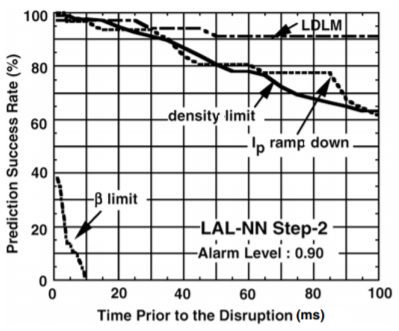 100
80
60
40
20
0
Prediction Success Rate (%)
LDLM
density limit
Ip ramp down
β limit
LAL-NN Step-2
Alarm Level : 0.90
0 20 40 60 80 100
Time Prior to the Disruption (ms)